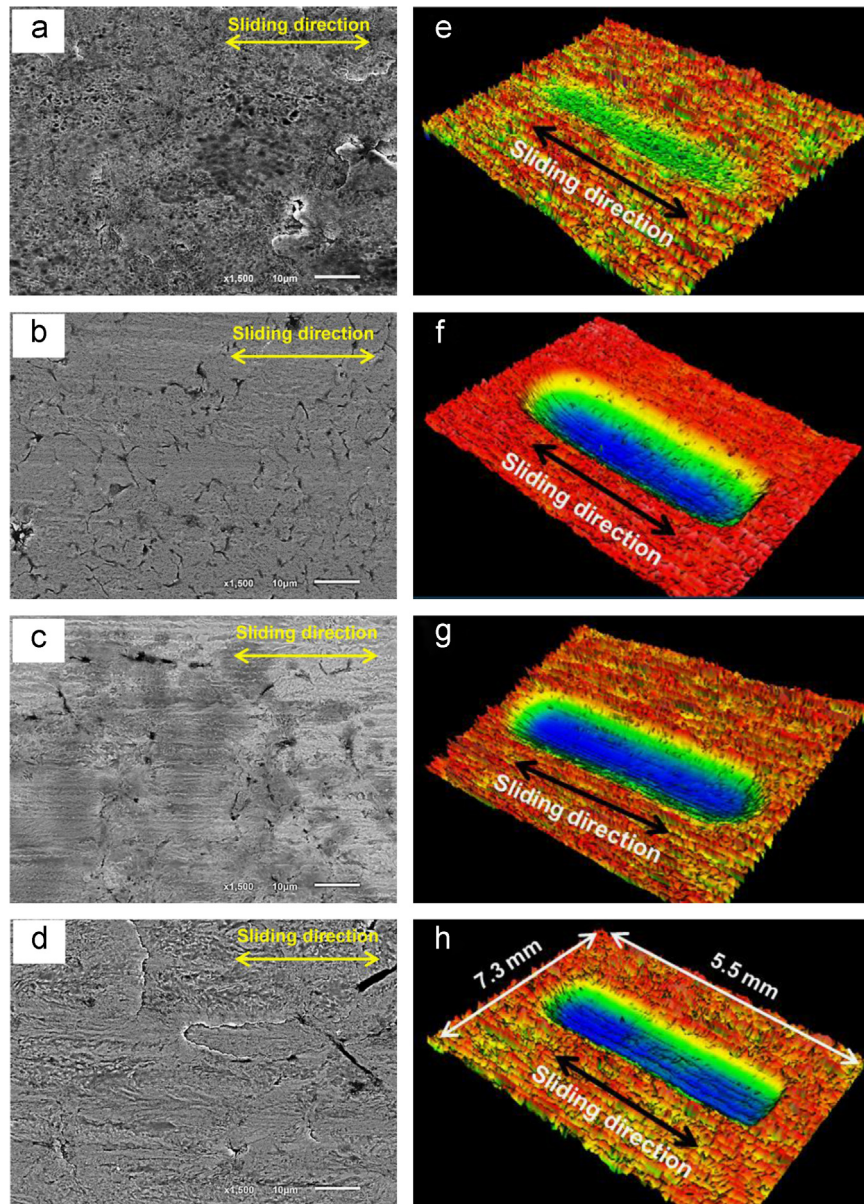 a
Sliding direction
x1,500 10μm
e
Sliding direction
b
Sliding direction
x1,500 10μm
f
Sliding direction
c
Sliding direction
x1,500 10μm
g
Sliding direction
d
Sliding direction
x1,500 10μm
h
7.3 mm
5.5 mm
Sliding direction